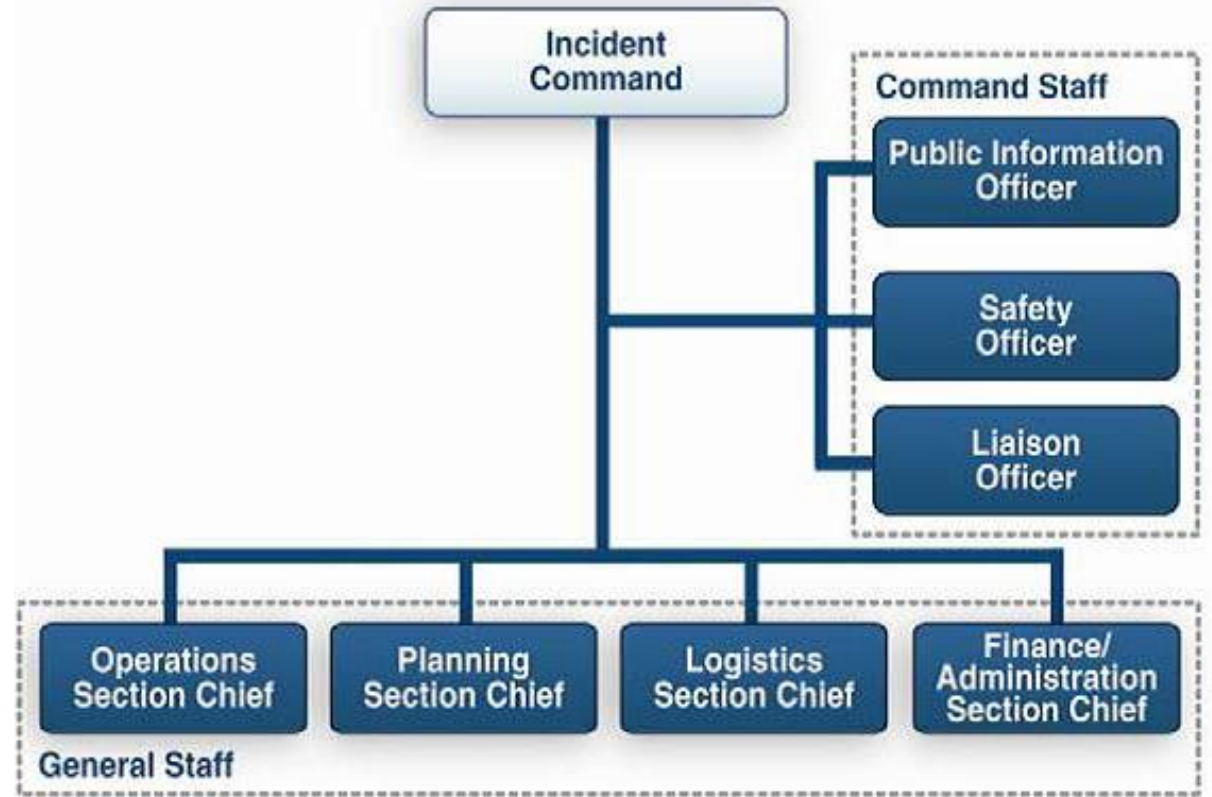 Incident
Command
Command Staff
Public Information
Officer
Safety
Officer
Liaison
Officer
Operations
Section Chief
Planning
Section Chief
Logistics
Section Chief
Finance/
Administration
Section Chief
General Staff